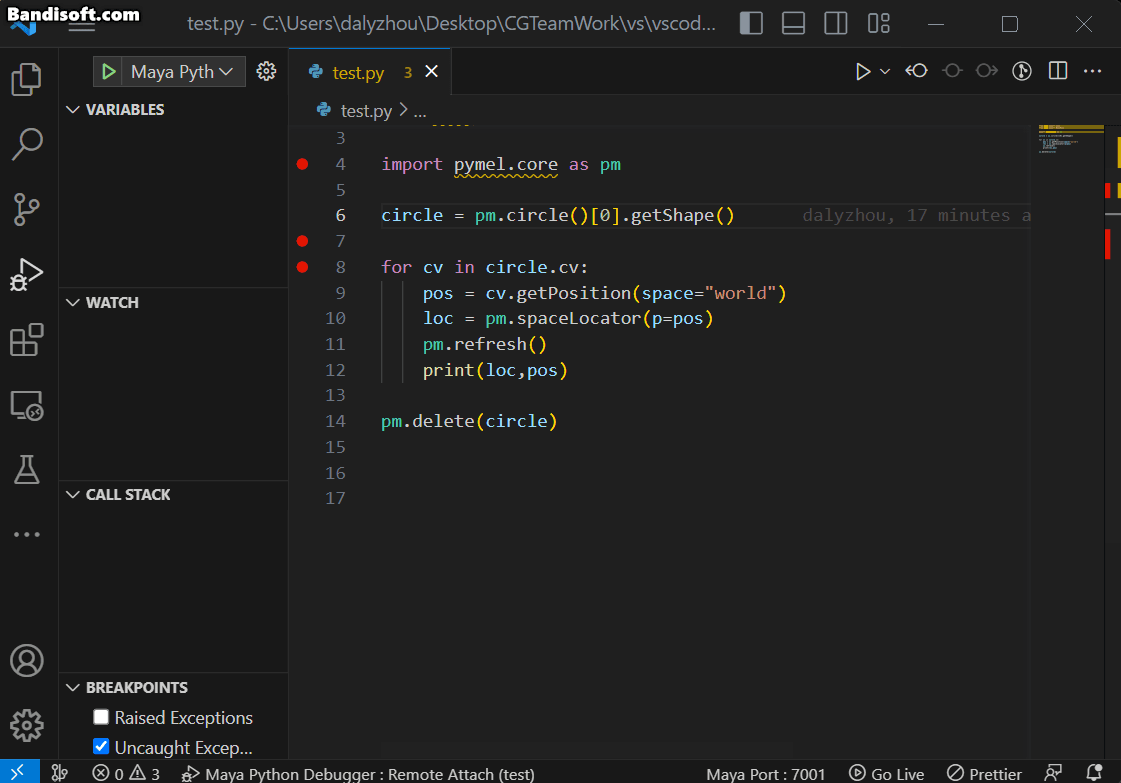 Bandisoft.com
test.py - C:\Users\dalyzhou\Desktop\CGTeamWork\vs\vscod...
Maya Pyth
test.py 3
test.py > ...
VARIABLES
WATCH
CALL STACK
BREAKPOINTS
Raised Exceptions
Uncaught Excep...
3
4 import pymel.core as pm
5
6 circle = pm.circle()[0].getShape() dalyzhou, 17 minutes a
7
8 for cv in circle.cv:
9 pos = cv.getPosition(space="world")
10 loc = pm.spaceLocator(p=pos)
11 pm.refresh()
12 print(loc,pos)
13
14 pm.delete(circle)
15
16
17
0 3 Maya Python Debugger : Remote Attach (test) Maya Port : 7001 Go Live Prettier